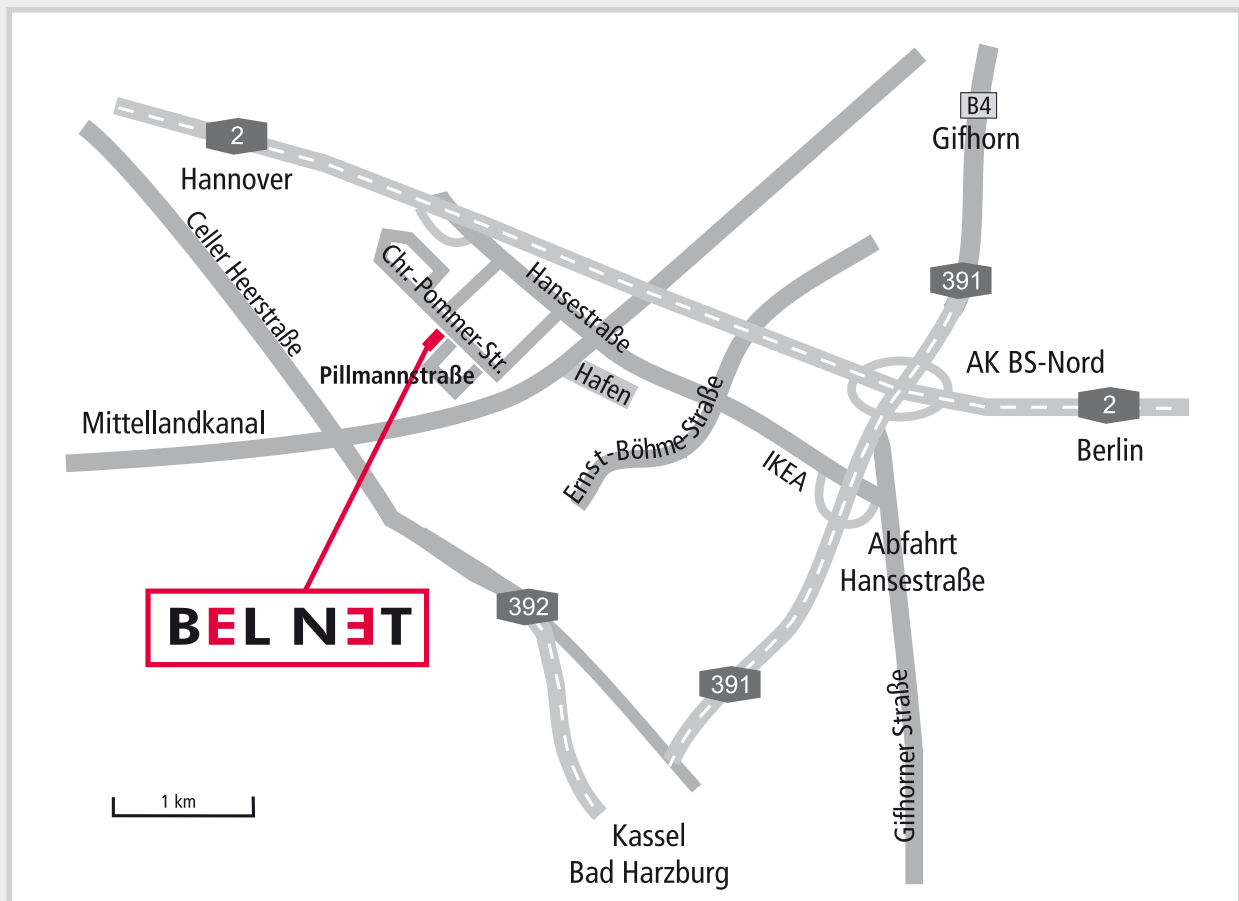 B4
Gifhorn
2
Hannover
Celler Heerstraße
Chr.-Pommer-Str.
Hansestraße
391
Pillmannstraße
Hafen
AK BS-Nord
2
Berlin
Mittellandkanal
Ernst-Böhme-Straße
IKEA
Abfahrt
Hansestraße
BEL NET
392
391
Gifhorner Straße
1 km
Kassel
Bad Harzburg